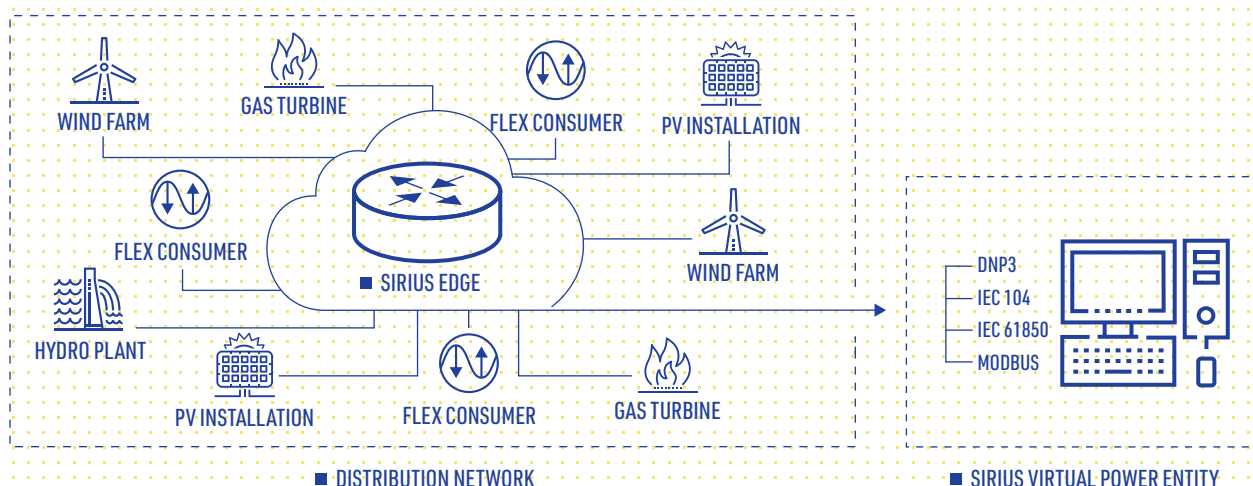 GAS TURBINE
WIND FARM
FLEX CONSUMER
PV INSTALLATION
FLEX CONSUMER
WIND FARM
SIRIUS EDGE
HYDRO PLANT
PV INSTALLATION
FLEX CONSUMER
GAS TURBINE
DNP3
IEC 104
IEC 61850
MODBUS
DISTRIBUTION NETWORK
SIRIUS VIRTUAL POWER ENTITY